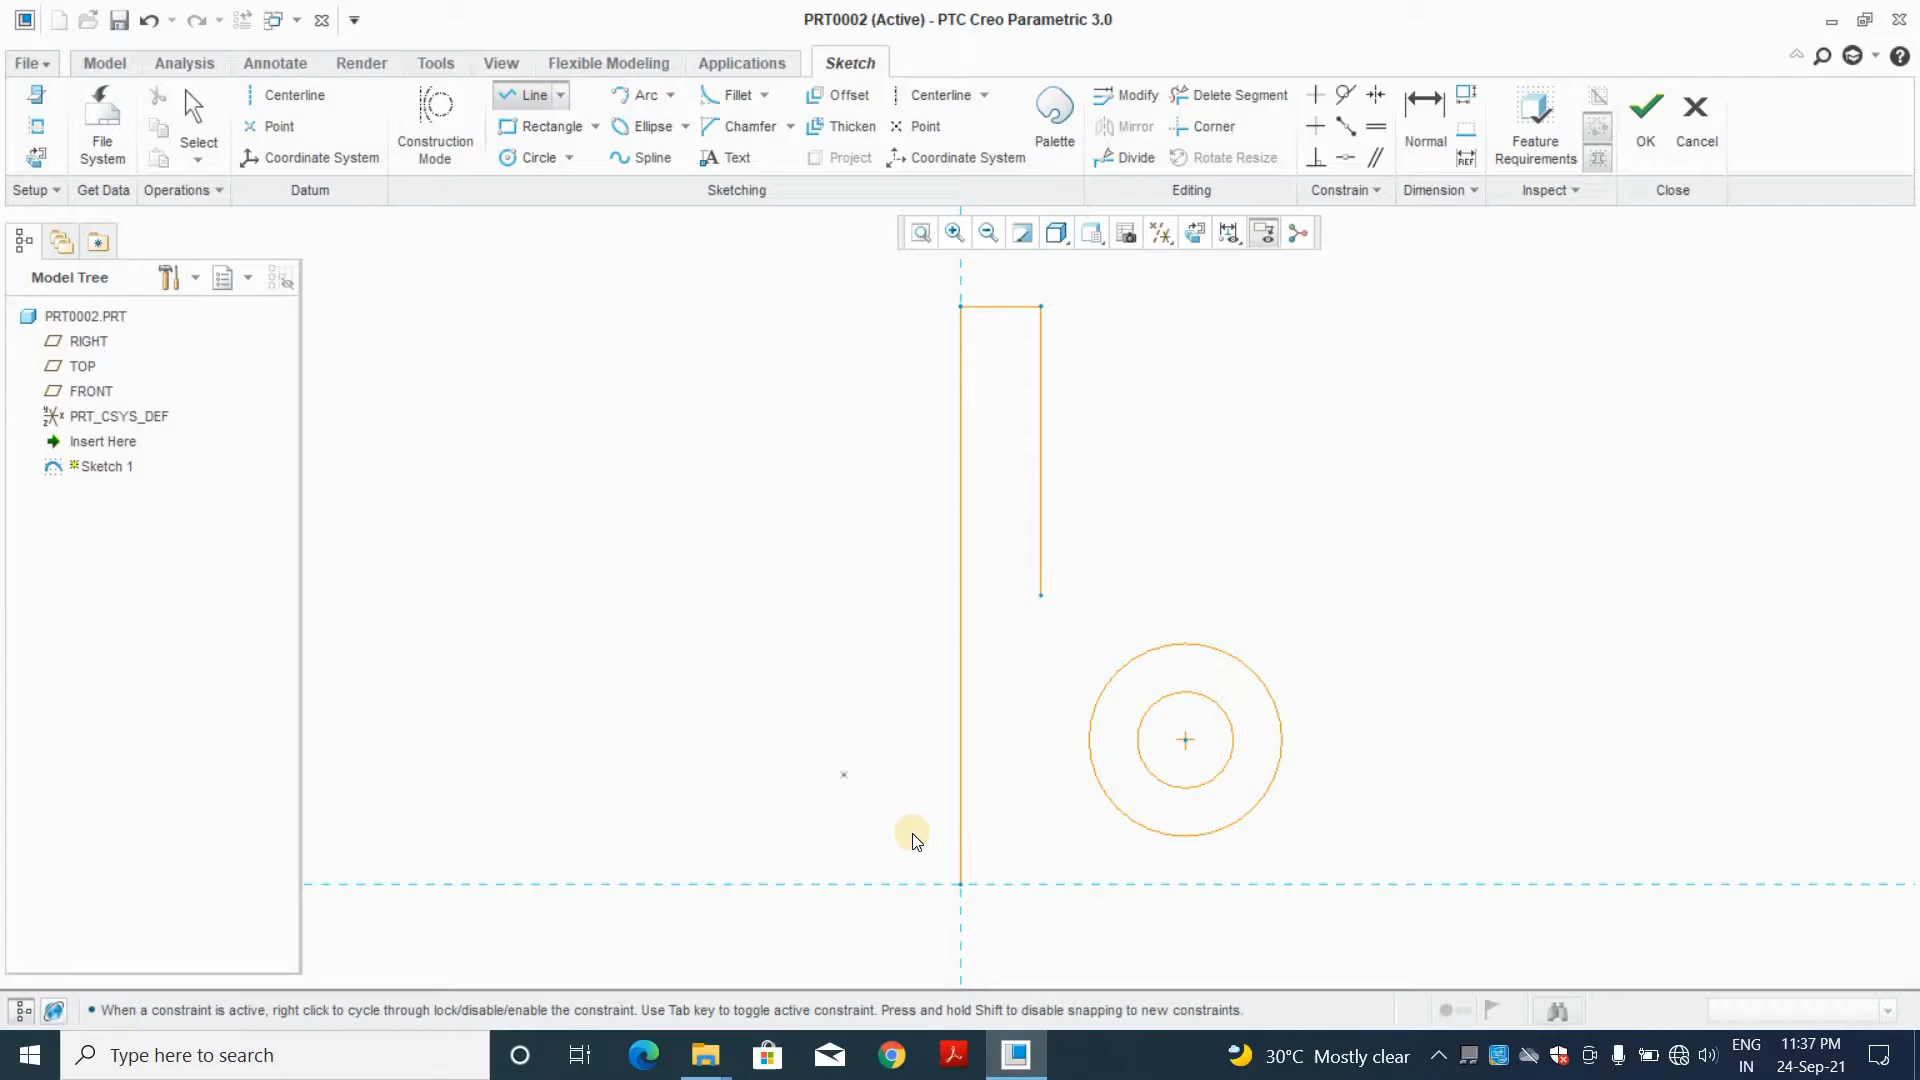 PRT0002 (Active) - PTC Creo Parametric 3.0
File Model Analysis Annotate Render Tools View Flexible Modeling Applications Sketch
Centerline Line Arc Fillet Offset Centerline Modify Delete Segment
Point Rectangle Ellipse Chamfer Thicken Point Mirror Corner
File System Select Coordinate System Construction Mode Circle Spline Text Project Coordinate System Palette Divide Rotate Resize Normal Feature Requirements OK Cancel
REF
Setup Get Data Operations Datum Sketching Editing Constrain Dimension Inspect Close
Model Tree
PRT0002.PRT
RIGHT
TOP
FRONT
PRT_CSYS_DEF
Insert Here
Sketch 1
When a constraint is active, right click to cycle through lock/disable/enable the constraint. Use Tab key to toggle active constraint. Press and hold Shift to disable snapping to new constraints.
Type here to search
30°C Mostly clear
ENG
IN
11:37 PM
24-Sep-21